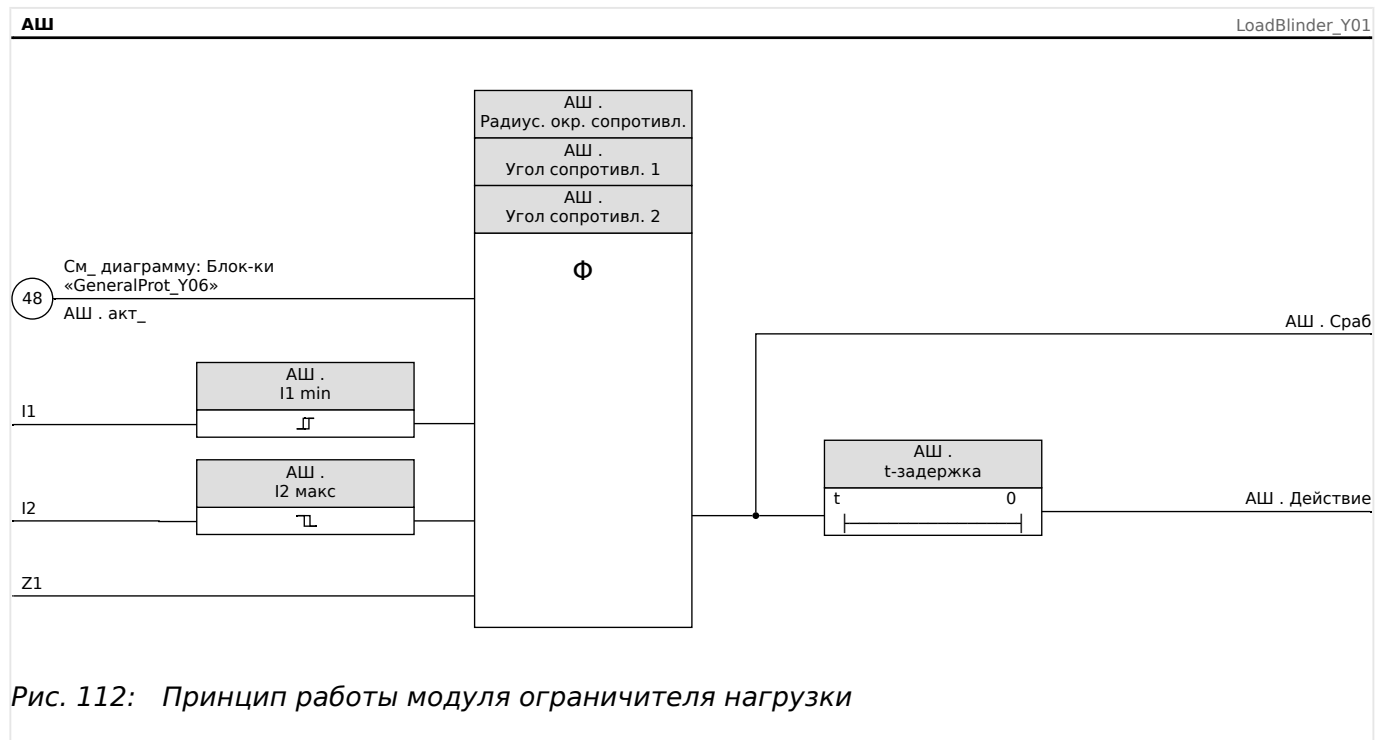 АШ
LoadBlinder_Y01
АШ .
Радиус. окр. сопротивл.
АШ .
Угол сопротивл. 1
АШ .
Угол сопротивл. 2
Φ
См_ диаграмму: Блок-ки
«GeneralProt_Y06»
48
АШ . акт_
АШ . Сраб
АШ .
I1 min
I1
АШ .
I2 макс
I2
АШ .
t-задержка
t 0
АШ . Действие
Z1
Рис. 112: Принцип работы модуля ограничителя нагрузки